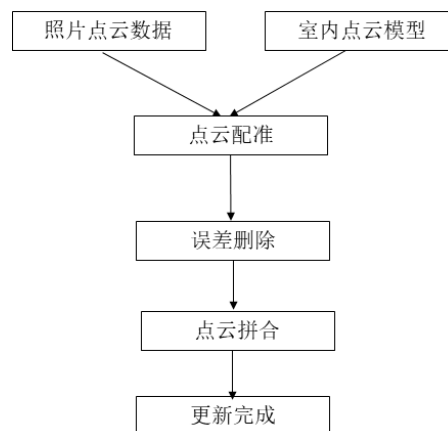 照片点云数据
室内点云模型
点云配准
误差删除
点云拼合
更新完成